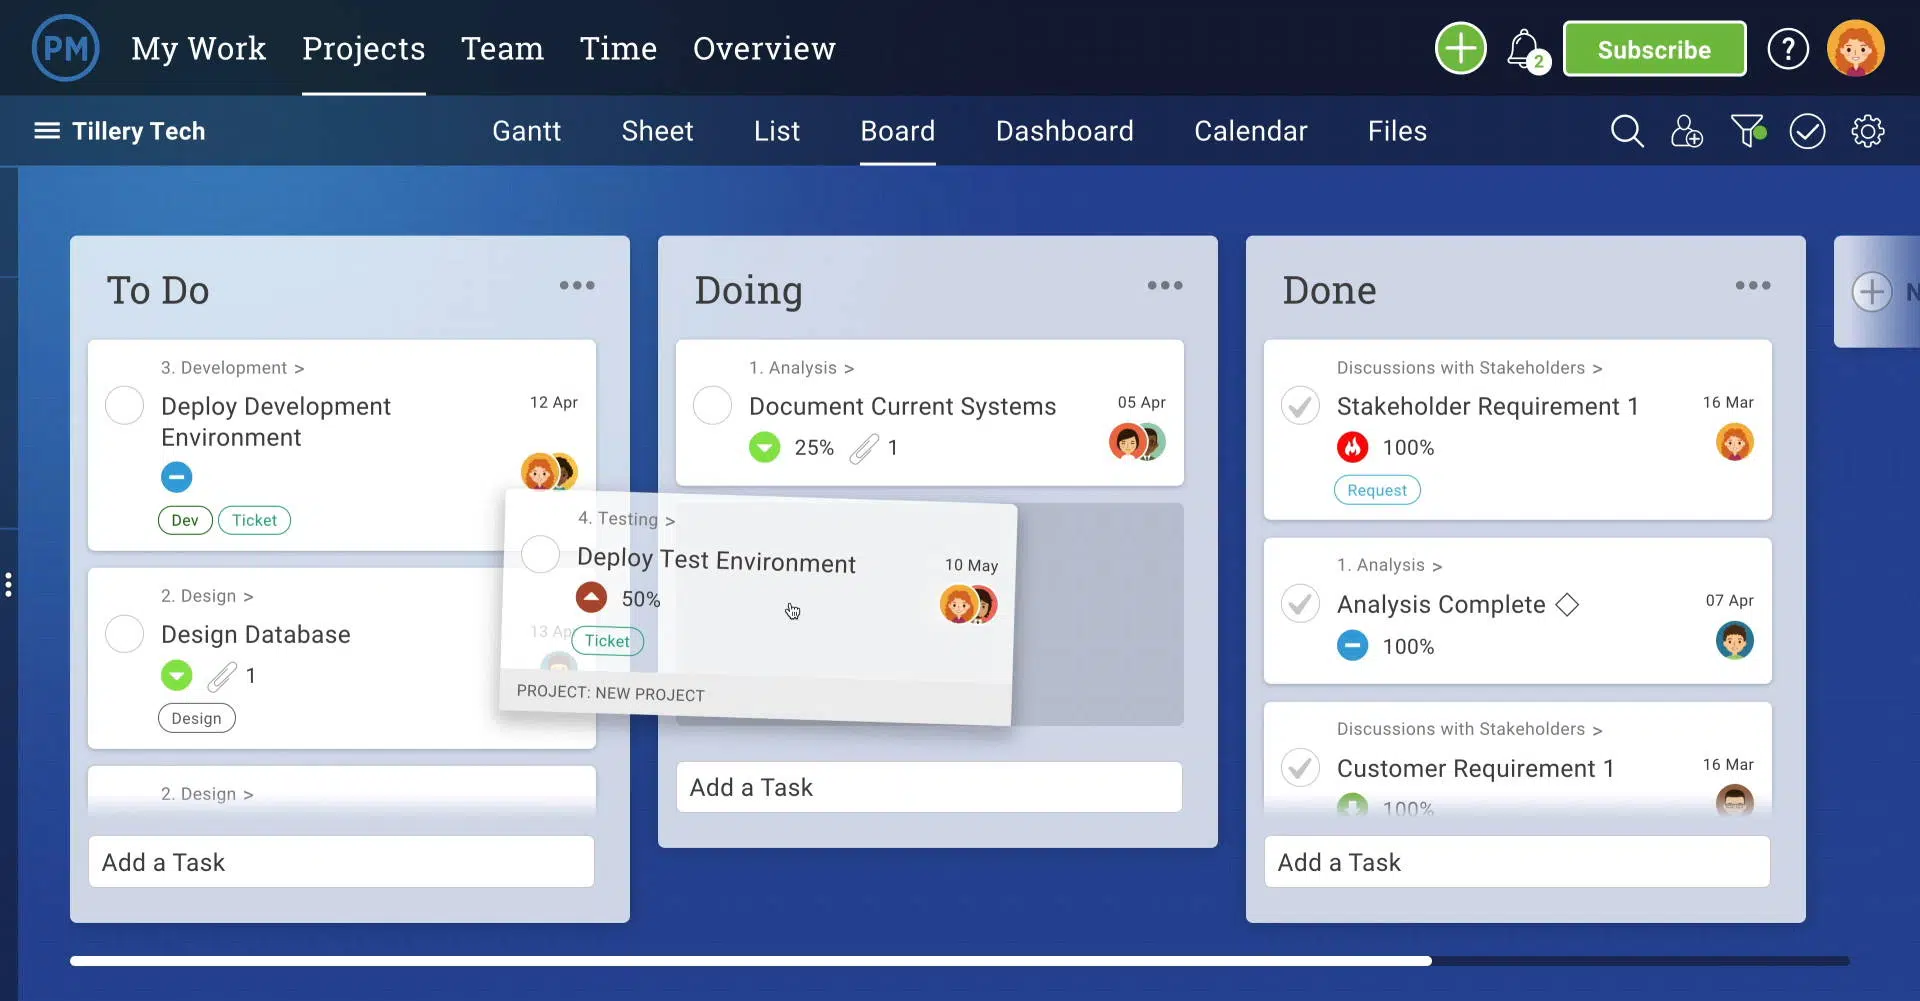 PM
My Work
Projects
Team
Time
Overview
2
Subscribe
?
Tillery Tech
Gantt
Sheet
List
Board
Dashboard
Calendar
Files
To Do
3. Development >
Deploy Development
Environment
12 Apr
Dev
Ticket
2. Design >
Design Database
1
Design
2. Design >
Add a Task
Doing
1. Analysis >
Document Current Systems
05 Apr
25%
1
4. Testing >
Deploy Test Environment
10 May
50%
13 Ap
Ticket
PROJECT: NEW PROJECT
Add a Task
Done
Discussions with Stakeholders >
Stakeholder Requirement 1
16 Mar
100%
Request
1. Analysis >
Analysis Complete
07 Apr
100%
Discussions with Stakeholders >
Customer Requirement 1
16 Mar
100%
Add a Task
N